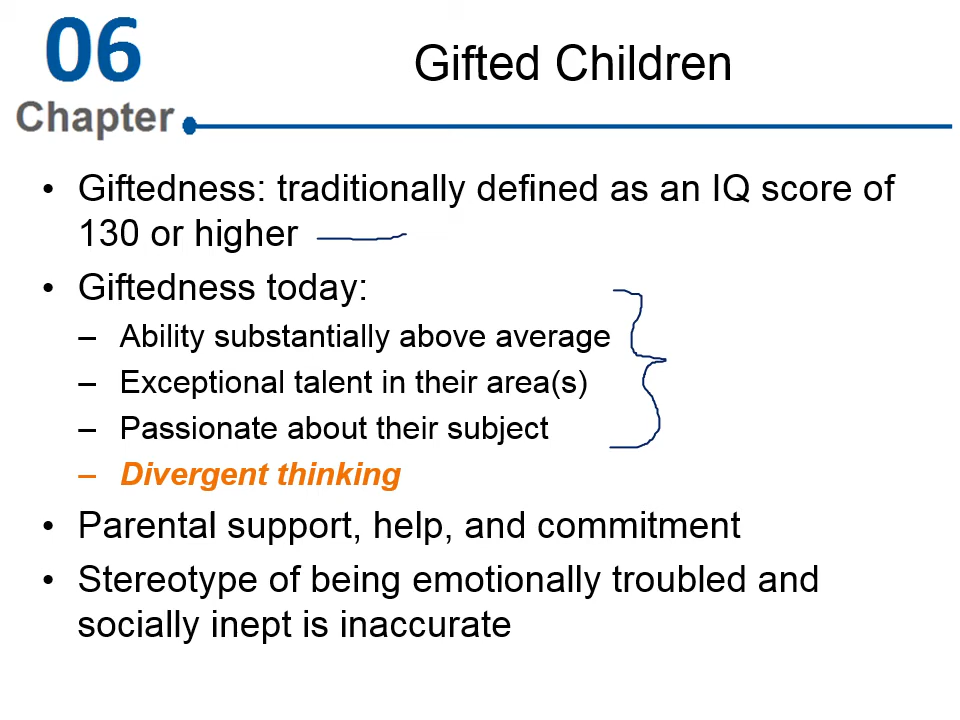 06
Chapter
Gifted Children
• Giftedness: traditionally defined as an IQ score of
130 or higher
• Giftedness today:
– Ability substantially above average
– Exceptional talent in their area(s)
– Passionate about their subject
– Divergent thinking
• Parental support, help, and commitment
• Stereotype of being emotionally troubled and
socially inept is inaccurate